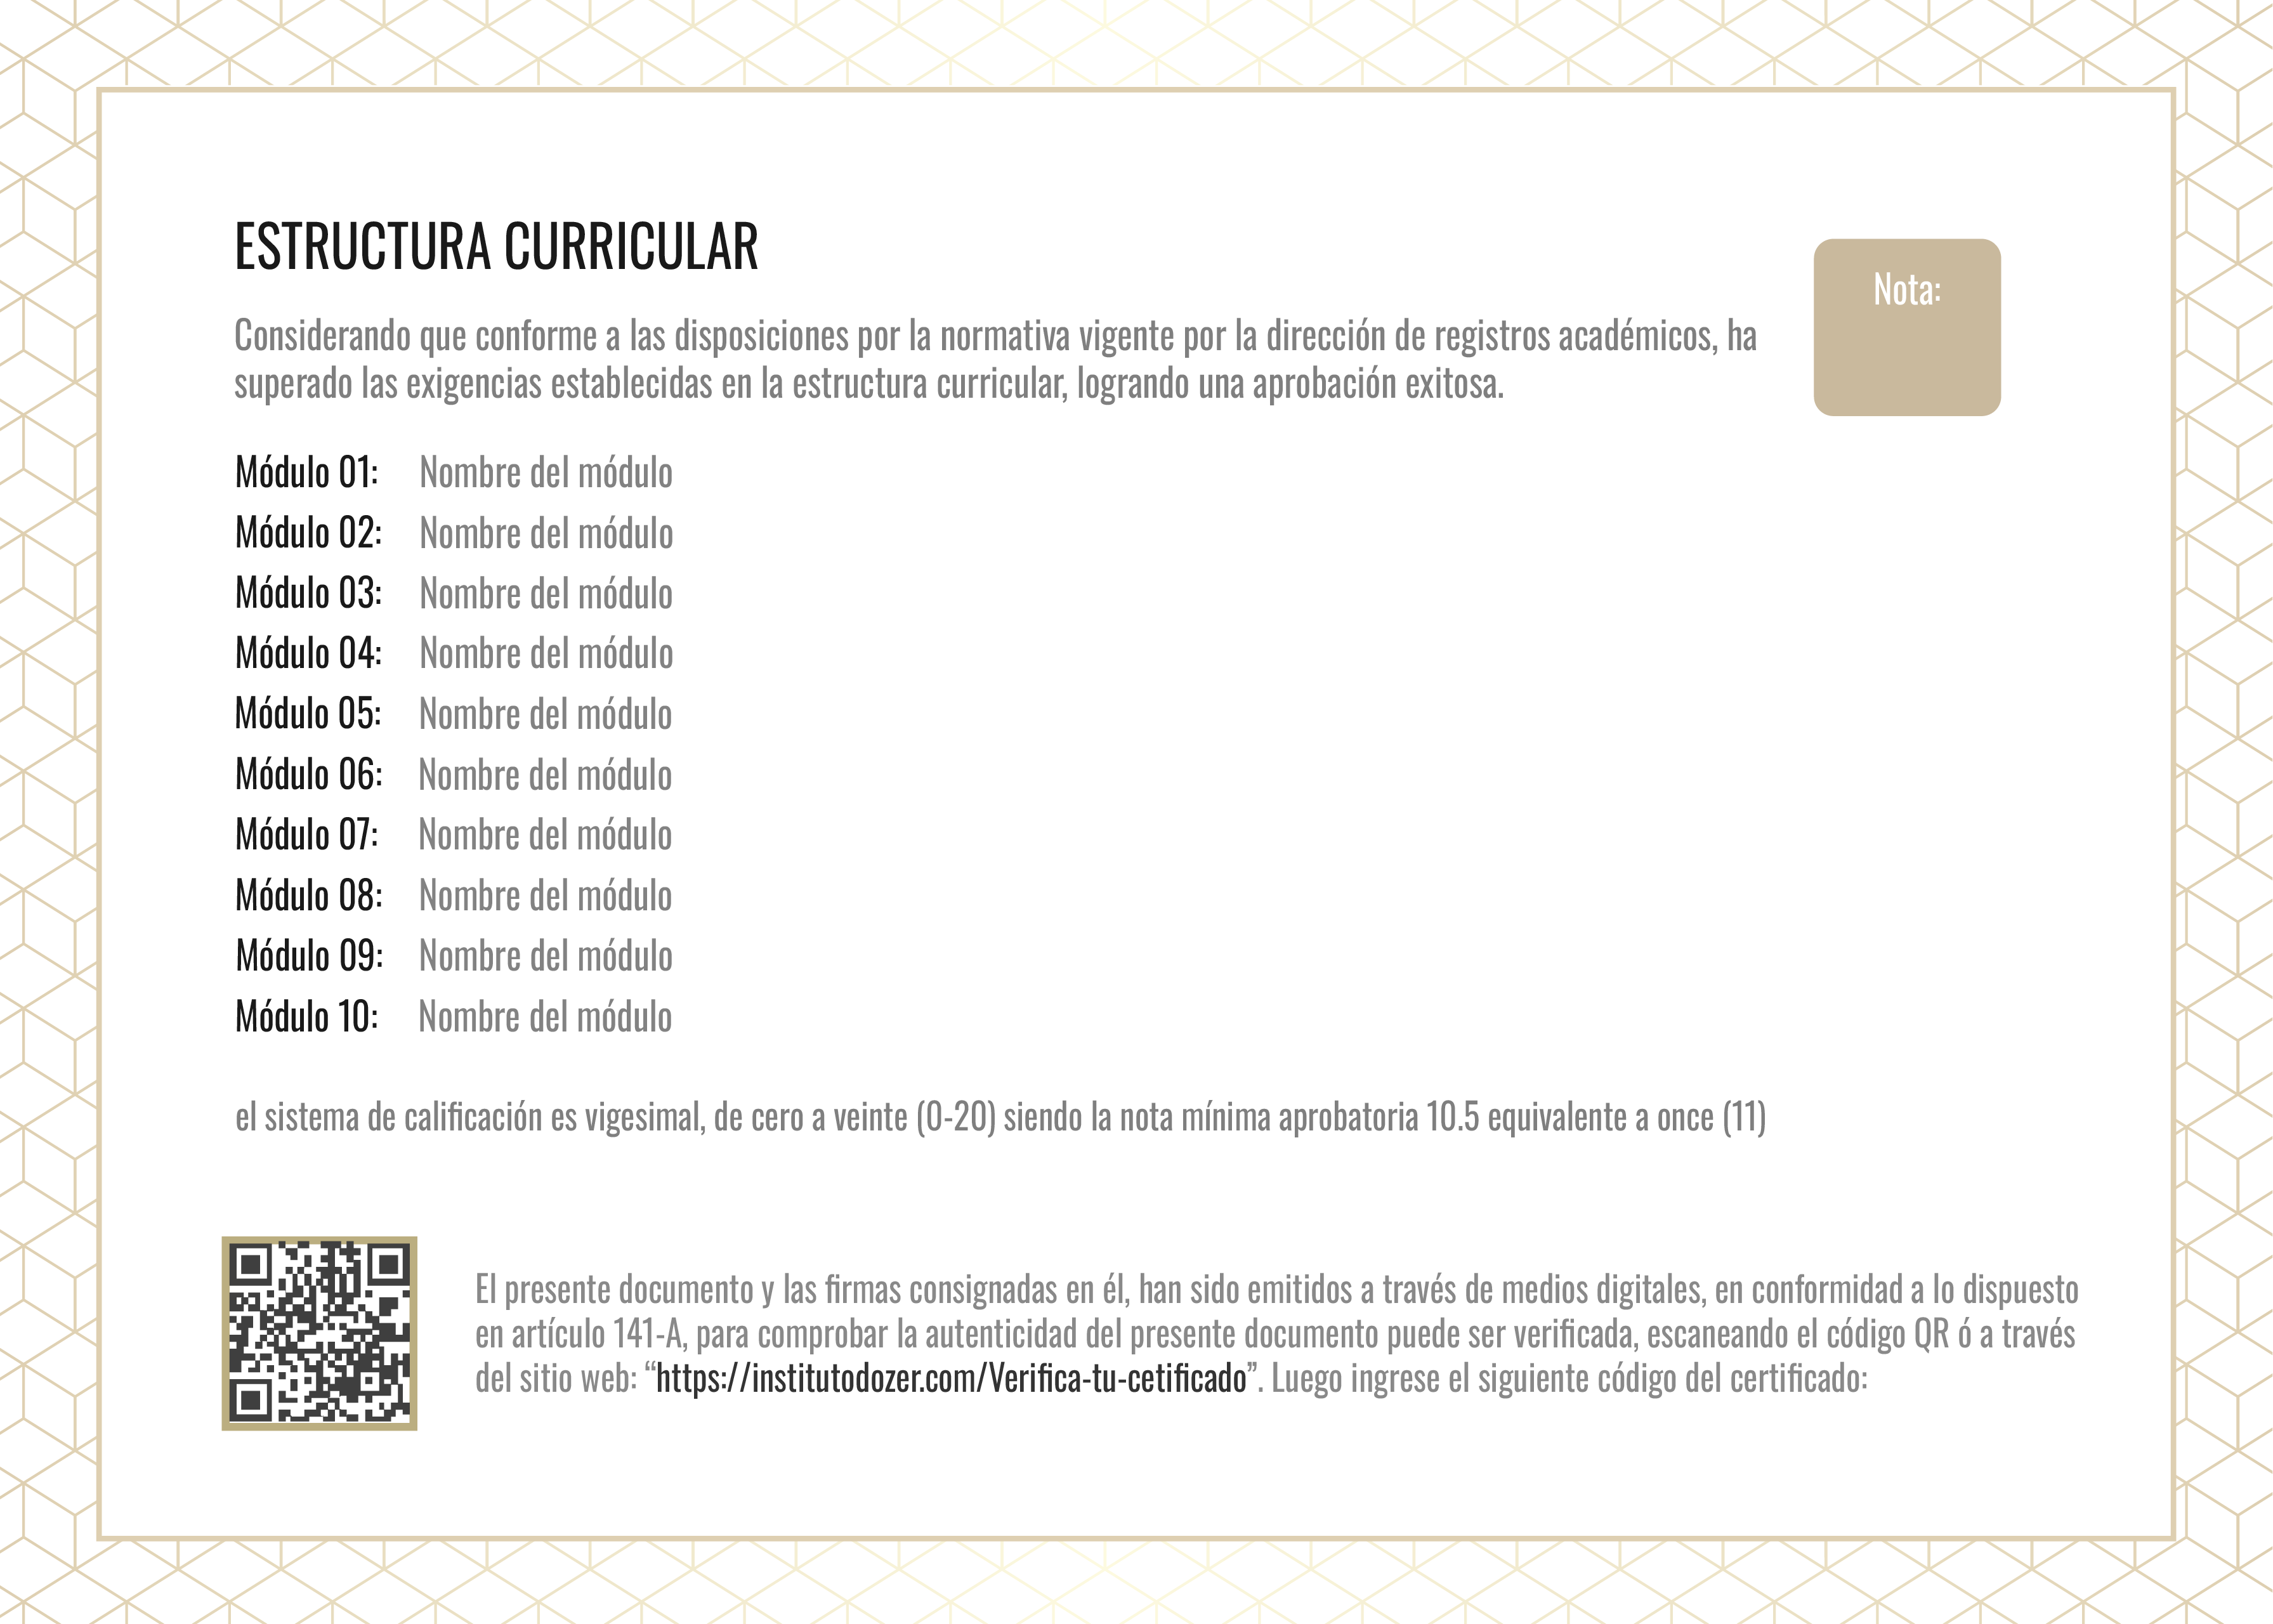 ESTRUCTURA CURRICULAR
Nota:
Considerando que conforme a las disposiciones por la normativa vigente por la dirección de registros académicos, ha
superado las exigencias establecidas en la estructura curricular, logrando una aprobación exitosa.
Módulo 01: Nombre del módulo
Módulo 02: Nombre del módulo
Módulo 03: Nombre del módulo
Módulo 04: Nombre del módulo
Módulo 05: Nombre del módulo
Módulo 06: Nombre del módulo
Módulo 07: Nombre del módulo
Módulo 08: Nombre del módulo
Módulo 09: Nombre del módulo
Módulo 10: Nombre del módulo
el sistema de calificación es vigesimal, de cero a veinte (0-20) siendo la nota mínima aprobatoria 10.5 equivalente a once (11)
El presente documento y las firmas consignadas en él, han sido emitidos a través de medios digitales, en conformidad a lo dispuesto
en artículo 141-A, para comprobar la autenticidad del presente documento puede ser verificada, escaneando el código QR ó a través
del sitio web: “https://institutodozer.com/Verifica-tu-cetificado”. Luego ingrese el siguiente código del certificado: